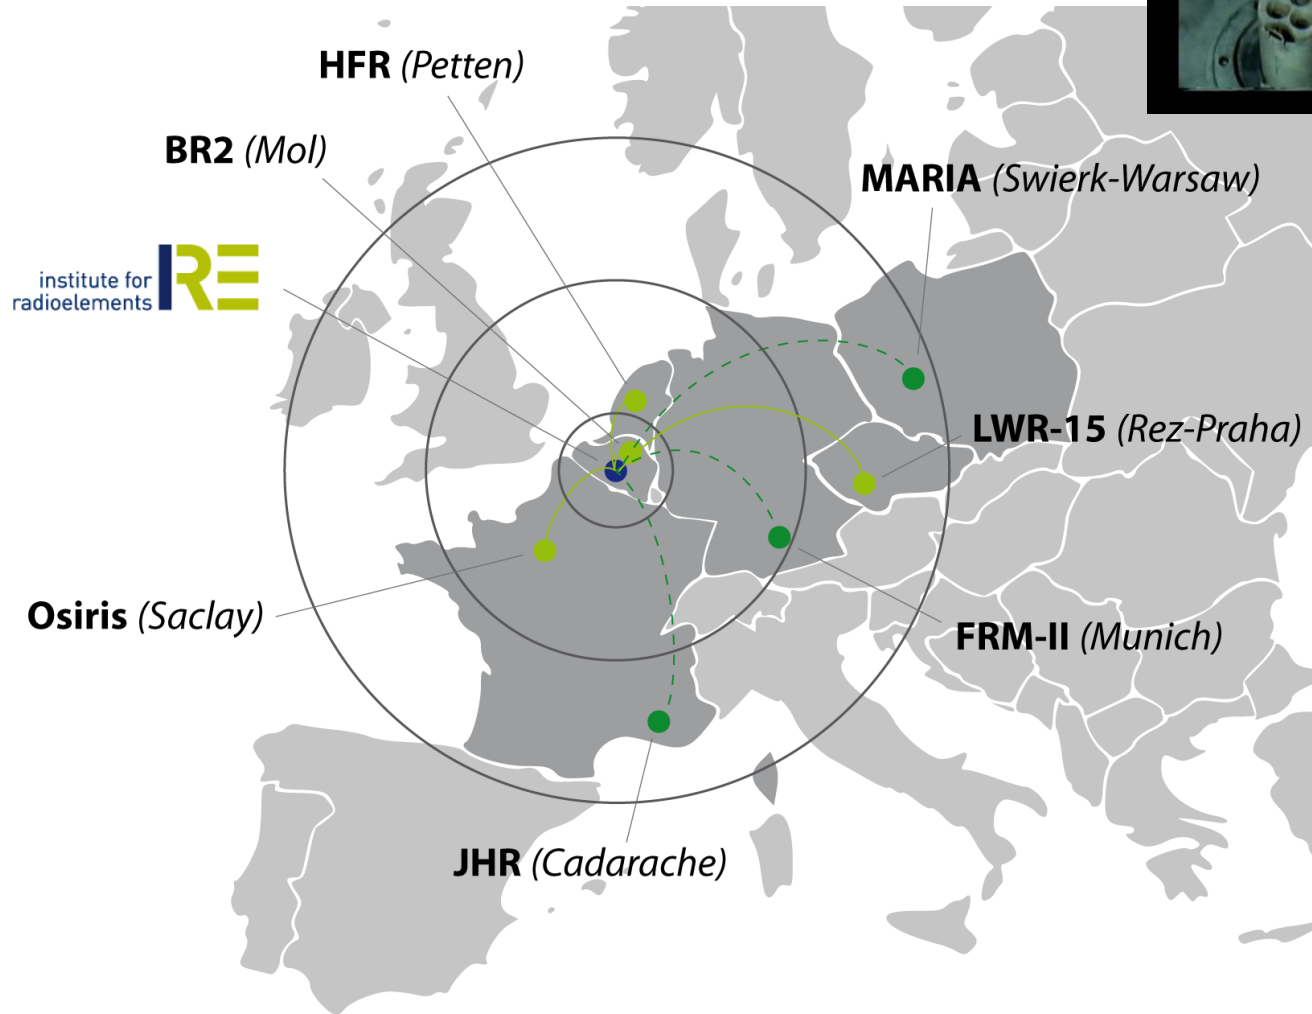 HFR (Petten)
BR2 (Mol)
MARIA (Swierk-Warsaw)
institute for
radioelements IRE
LWR-15 (Rez-Praha)
Osiris (Saclay)
FRM-II (Munich)
JHR (Cadarache)